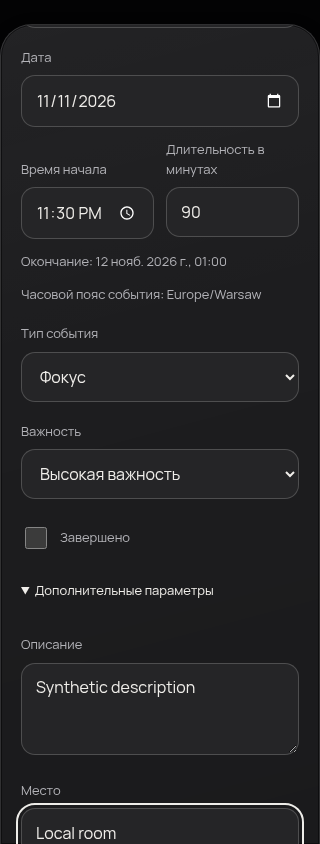 Дата
11/11/2026
Длительность в
минутах
Время начала
11:30 PM
90
Окончание: 12 нояб. 2026 г., 01:00
Часовой пояс события: Europe/Warsaw
Тип события
Фокус
Важность
Высокая важность
Завершено
Дополнительные параметры
Описание
Synthetic description
Место
Local room